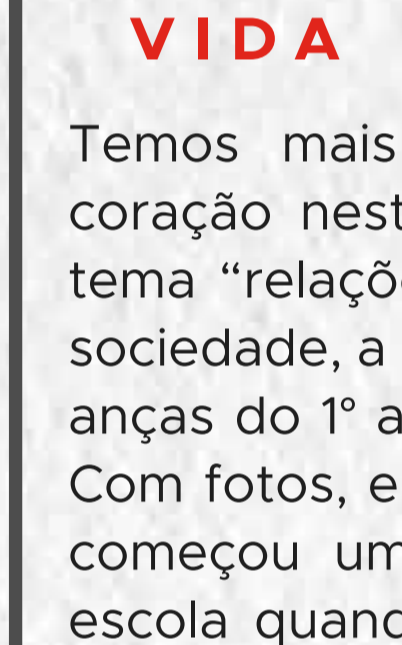 VIDA
Temos mais
coração nest
tema “relaçõ
sociedade, a
anças do 1º a
Com fotos, e
começou um
escola quand